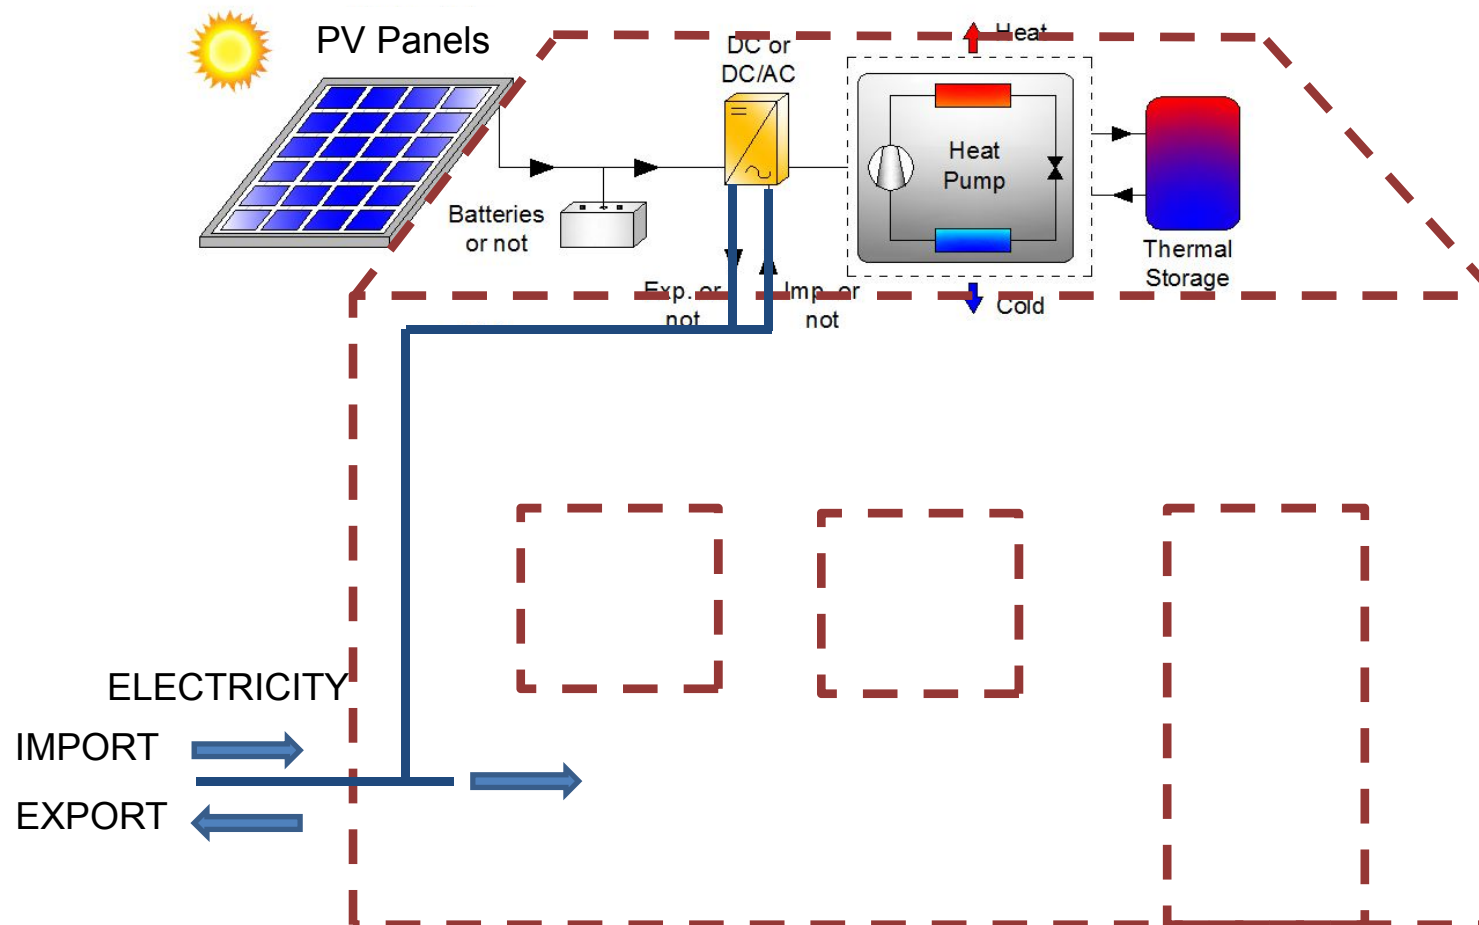 PV Panels
DC or
DC/AC
Heat
Heat
Pump
Batteries
or not
Thermal
Storage
Exp. or
not
Imp. or
not
Cold
ELECTRICITY
IMPORT
EXPORT